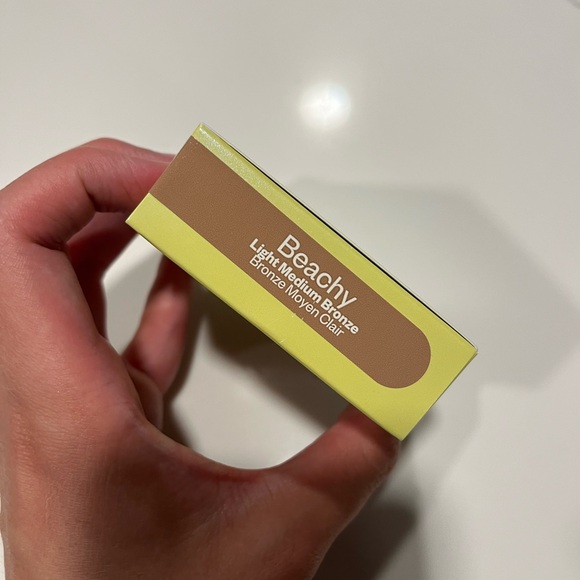 Beachy
Light Medium Bronze
Bronze Moyen Clair